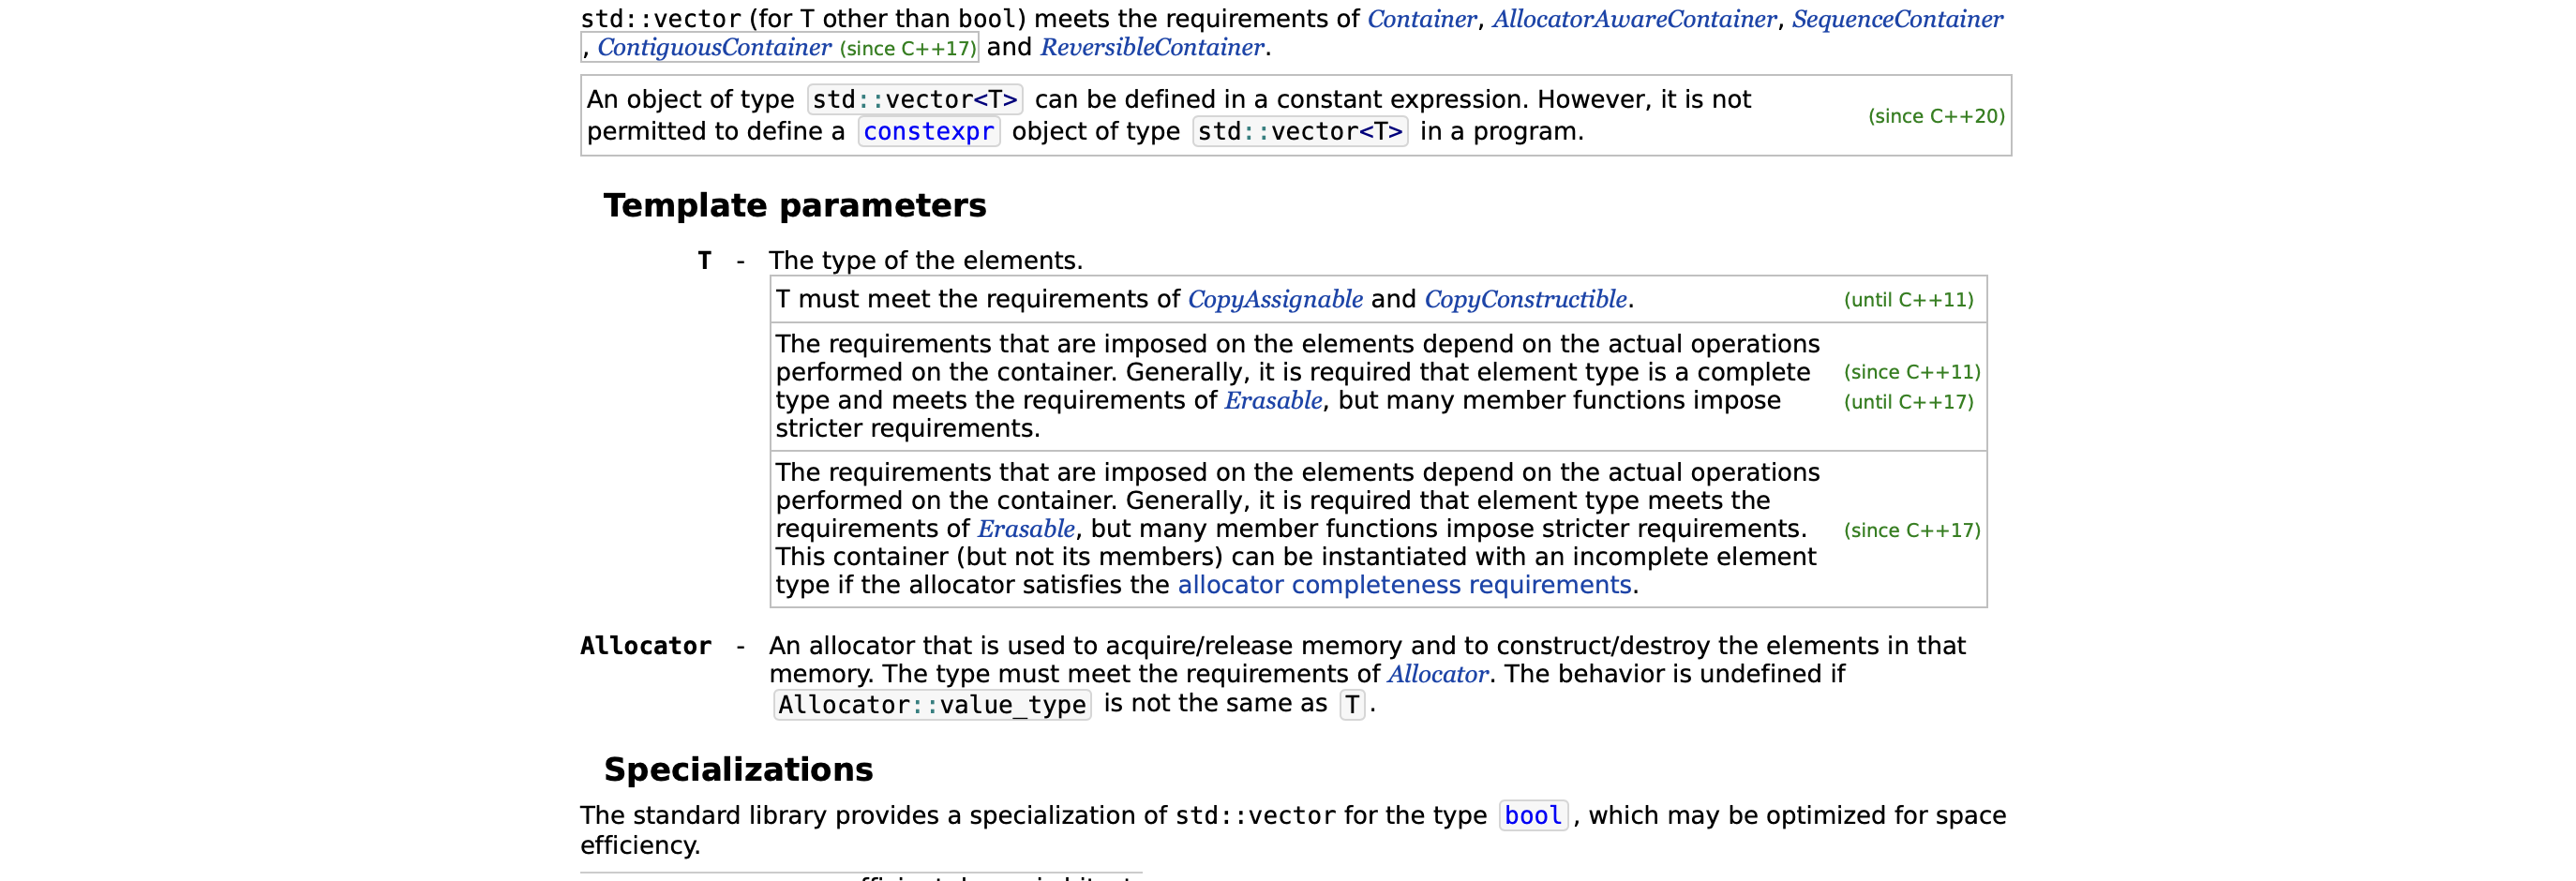 std::vector (for T other than bool) meets the requirements of Container, AllocatorAwareContainer, SequenceContainer
, ContiguousContainer (since C++17) and ReversibleContainer.
An object of type std::vector<T> can be defined in a constant expression. However, it is not
permitted to define a constexpr object of type std::vector<T> in a program.
(since C++20)
Template parameters
T - The type of the elements.
T must meet the requirements of CopyAssignable and CopyConstructible. (until C++11)
The requirements that are imposed on the elements depend on the actual operations
performed on the container. Generally, it is required that element type is a complete (since C++11)
type and meets the requirements of Erasable, but many member functions impose (until C++17)
stricter requirements.
The requirements that are imposed on the elements depend on the actual operations
performed on the container. Generally, it is required that element type meets the
requirements of Erasable, but many member functions impose stricter requirements. (since C++17)
This container (but not its members) can be instantiated with an incomplete element
type if the allocator satisfies the allocator completeness requirements.
Allocator - An allocator that is used to acquire/release memory and to construct/destroy the elements in that
memory. The type must meet the requirements of Allocator. The behavior is undefined if
Allocator::value_type is not the same as T.
Specializations
The standard library provides a specialization of std::vector for the type bool, which may be optimized for space
efficiency.